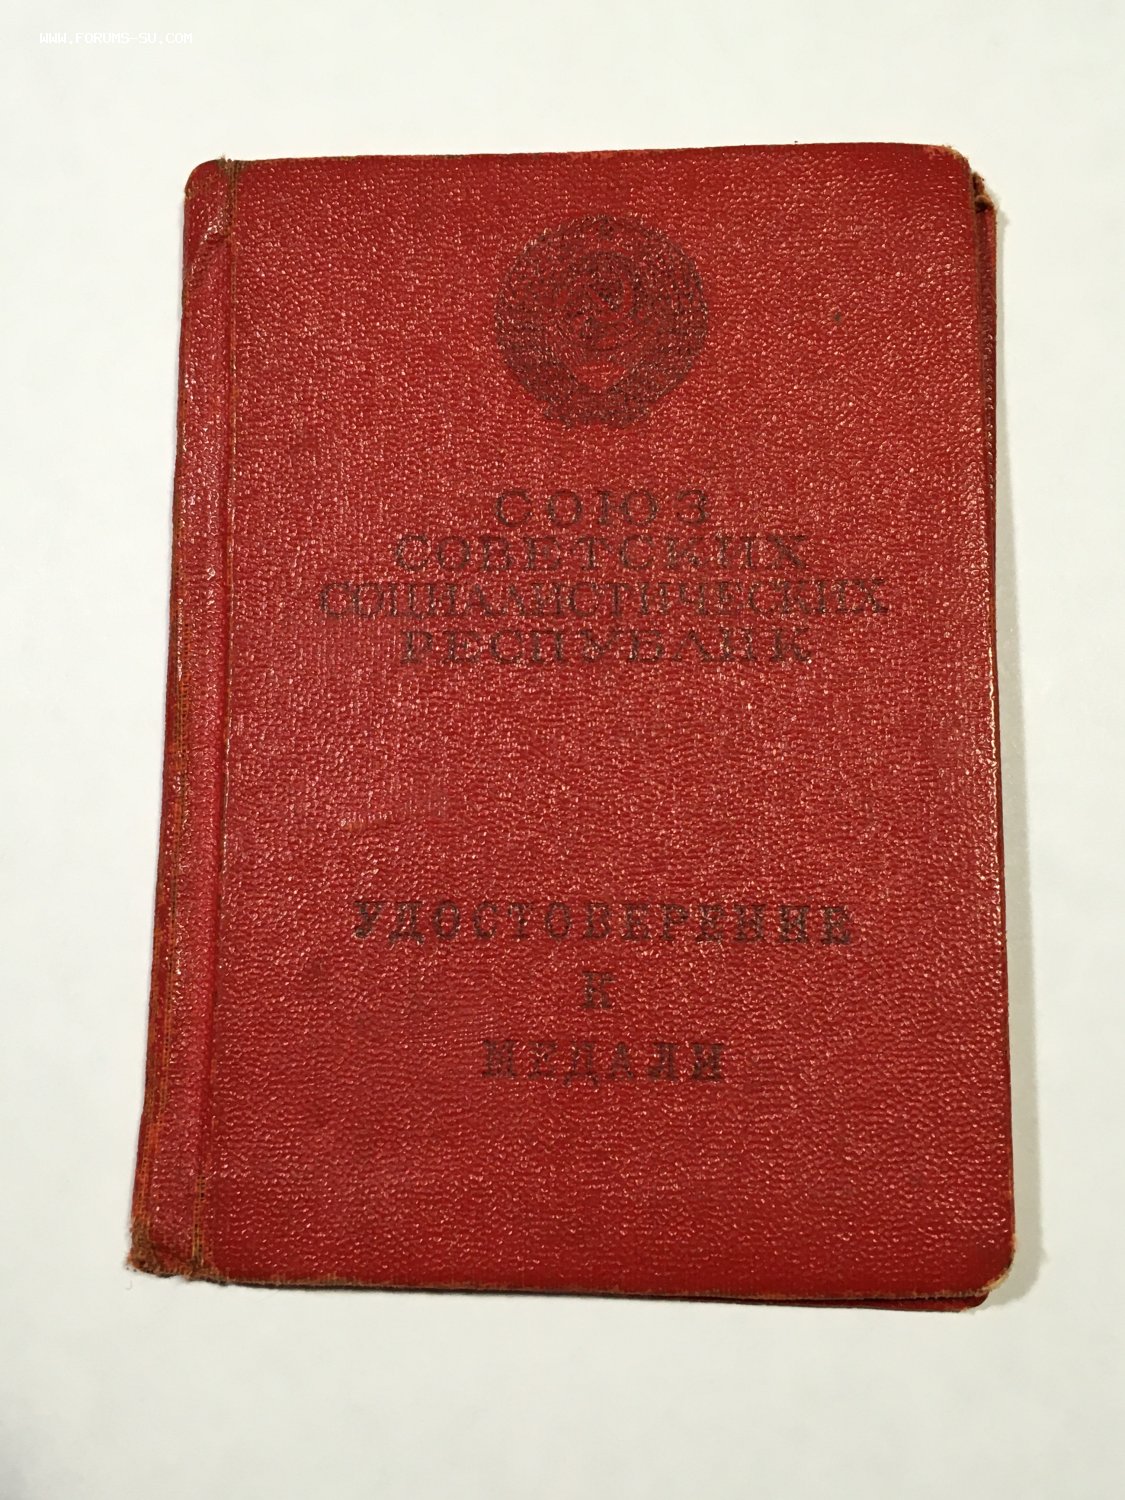 WWW.FORUMS-SU.COM
СОЮЗ
СОВЕТСКИХ
СОЦИАЛИСТИЧЕСКИХ
РЕСПУБЛИК
УДОСТОВЕРЕНИЕ
К
МЕДАЛИ